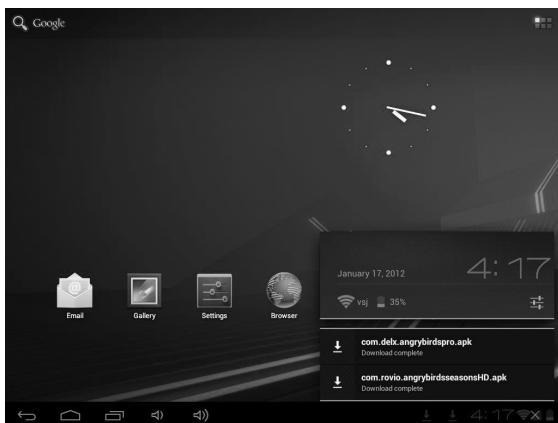 Google
Email
Gallery
Settings
Browser
January 17, 2012
4:17
vsj
35%
com.delx.angrybirdspro.apk
Download complete
com.rovio.angrybirdsseasonsHD.apk
Download complete
4:17